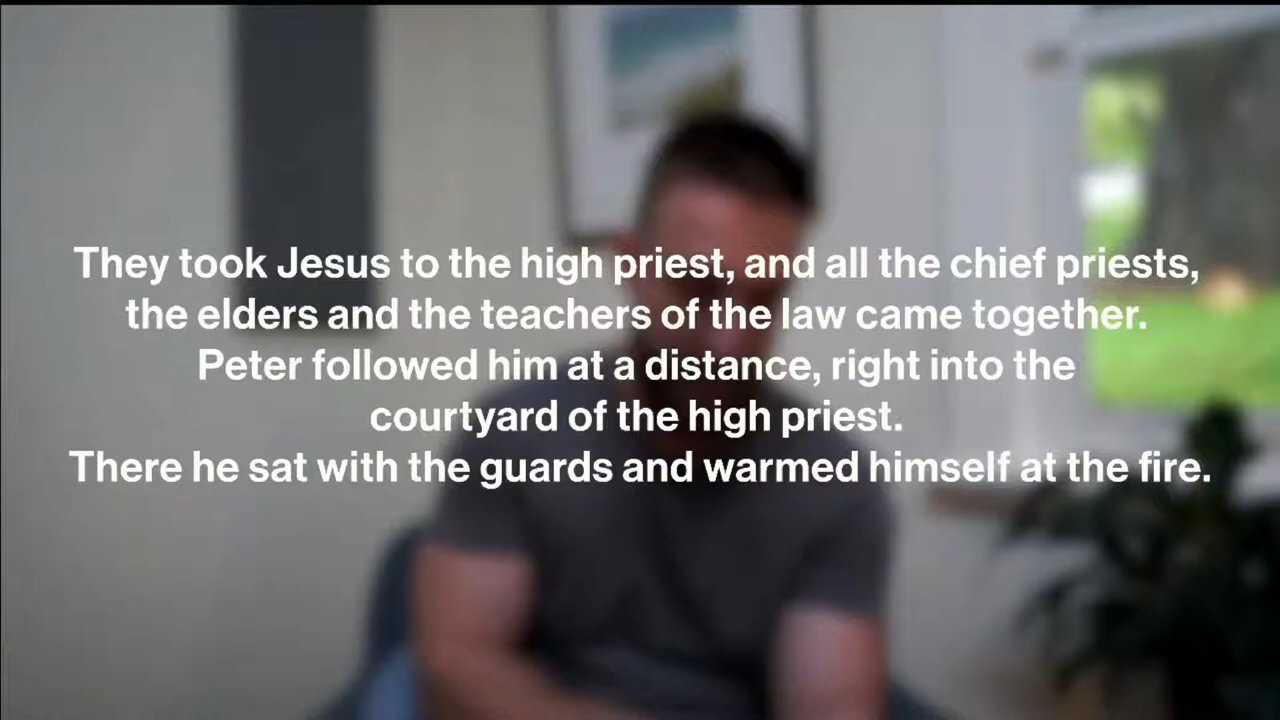 They took Jesus to the high priest, and all the chief priests,
the elders and the teachers of the law came together.
Peter followed him at a distance, right into the
courtyard of the high priest.
There he sat with the guards and warmed himself at the fire.